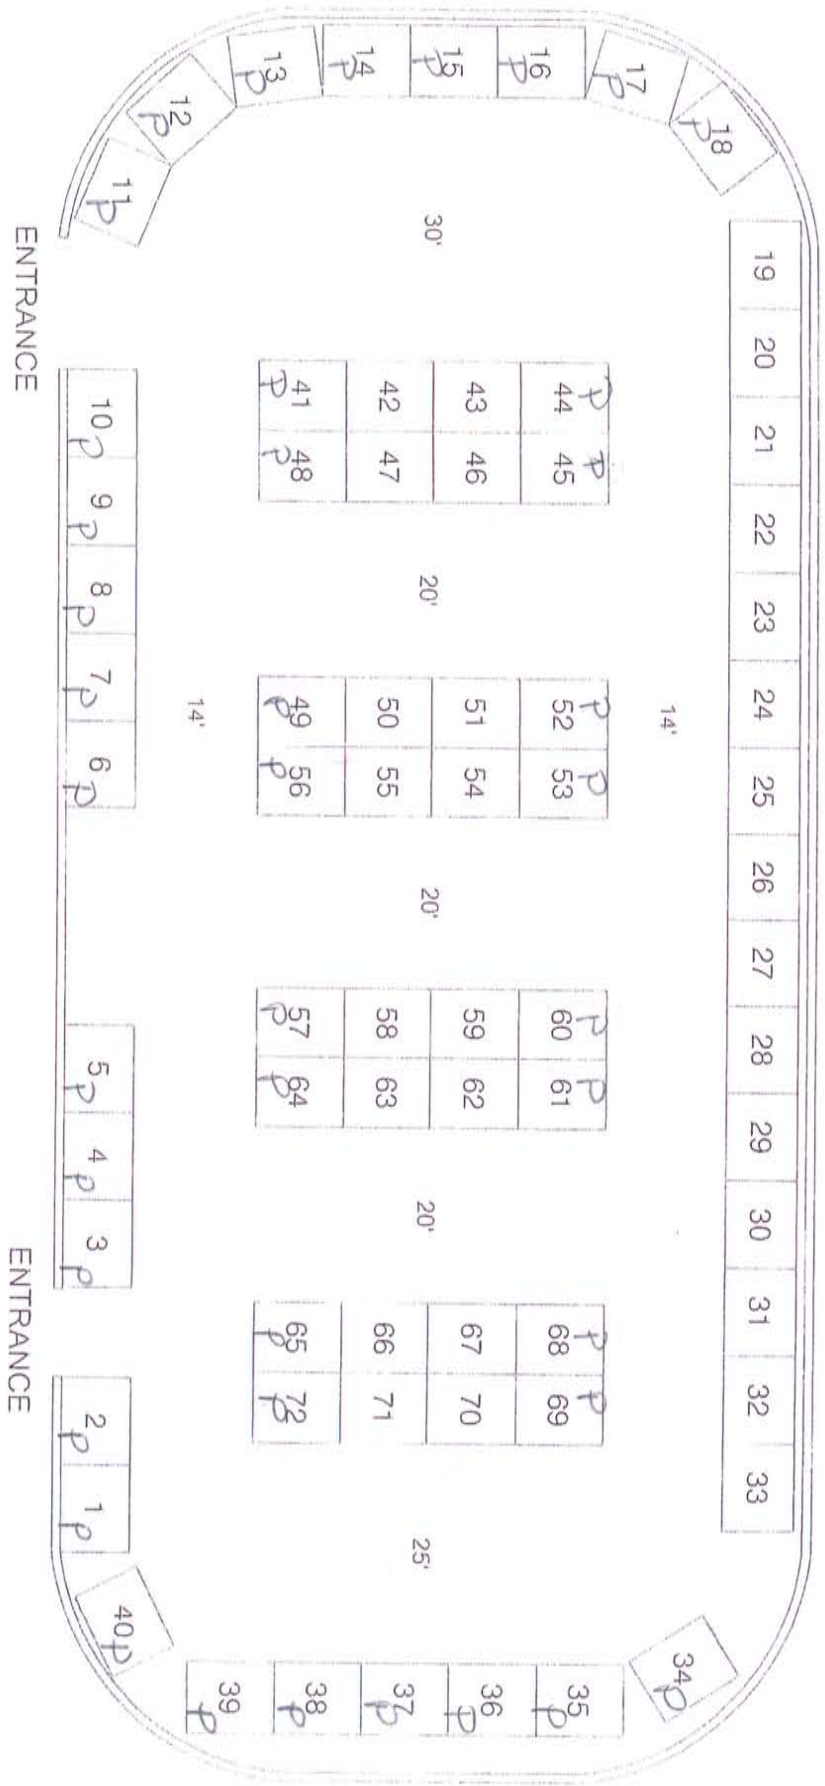 13 P
14 P
15 P
16 P
17 P
12 P
18 P
11 P
30'
ENTRANCE
19
20
21
22
23
24
25
26
27
28
29
30
31
32
33
41 P
42
43
44 P
48 P
47
46
45 P
10 P
9 P
8 P
7 P
6 P
20'
14'
14'
49 P
50
51
52 P
56 P
55
54
53 P
20'
57 P
58
59
60 P
64 P
63
62
61 P
5 P
4 P
3 P
20'
ENTRANCE
65 P
66
67
68 P
72 P
71
70
69 P
2 P
1 P
25'
40 P
34 P
39 P
38 P
37 P
36 P
35 P